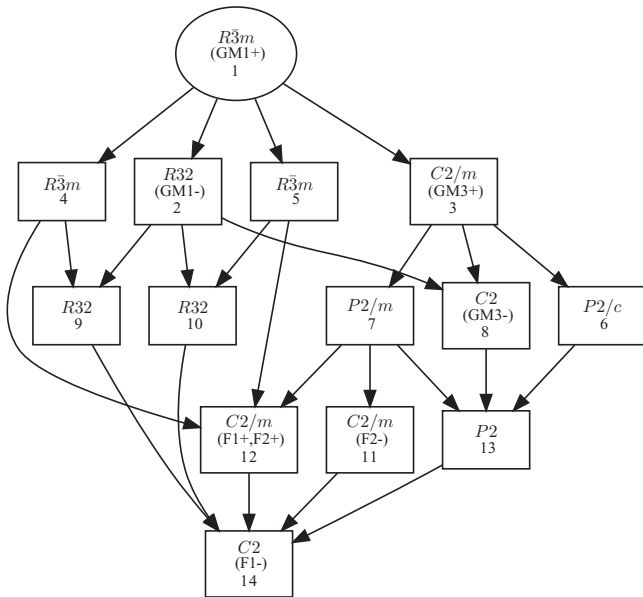 R3̄m
(GM1+)
1
R3̄m
4
R32
(GM1-)
2
R3̄m
5
C2/m
(GM3+)
3
R32
9
R32
10
P2/m
7
C2
(GM3-)
8
P2/c
6
C2/m
(F1+,F2+)
12
C2/m
(F2-)
11
P2
13
C2
(F1-)
14